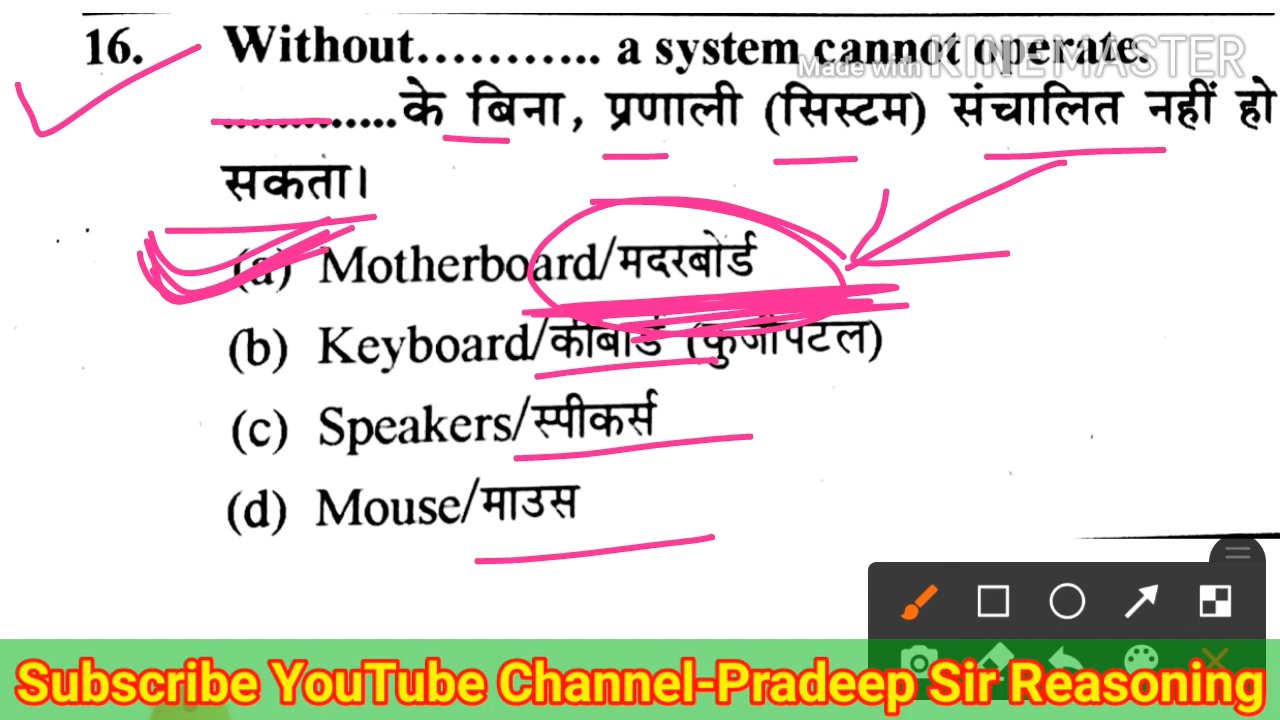 16. Without............ a system cannot operate.
Made with KINEMASTER
.............के बिना, प्रणाली (सिस्टम) संचालित नहीं हो
सकता।
(a) Motherboard/मदरबोर्ड
(b) Keyboard/कीबोर्ड (कुंजीपटल)
(c) Speakers/स्पीकर्स
(d) Mouse/माउस
Subscribe YouTube Channel-Pradeep Sir Reasoning